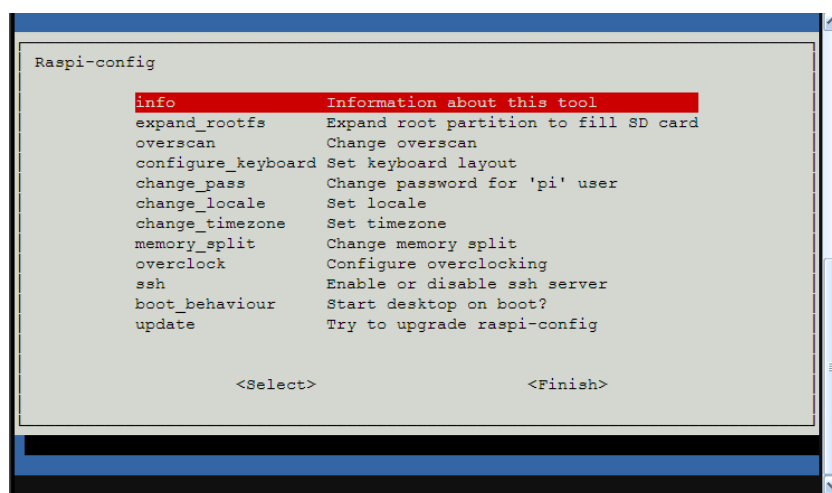 Raspi-config
info Information about this tool
expand_rootfs Expand root partition to fill SD card
overscan Change overscan
configure_keyboard Set keyboard layout
change_pass Change password for 'pi' user
change_locale Set locale
change_timezone Set timezone
memory_split Change memory split
overclock Configure overclocking
ssh Enable or disable ssh server
boot_behaviour Start desktop on boot?
update Try to upgrade raspi-config
<Select> <Finish>